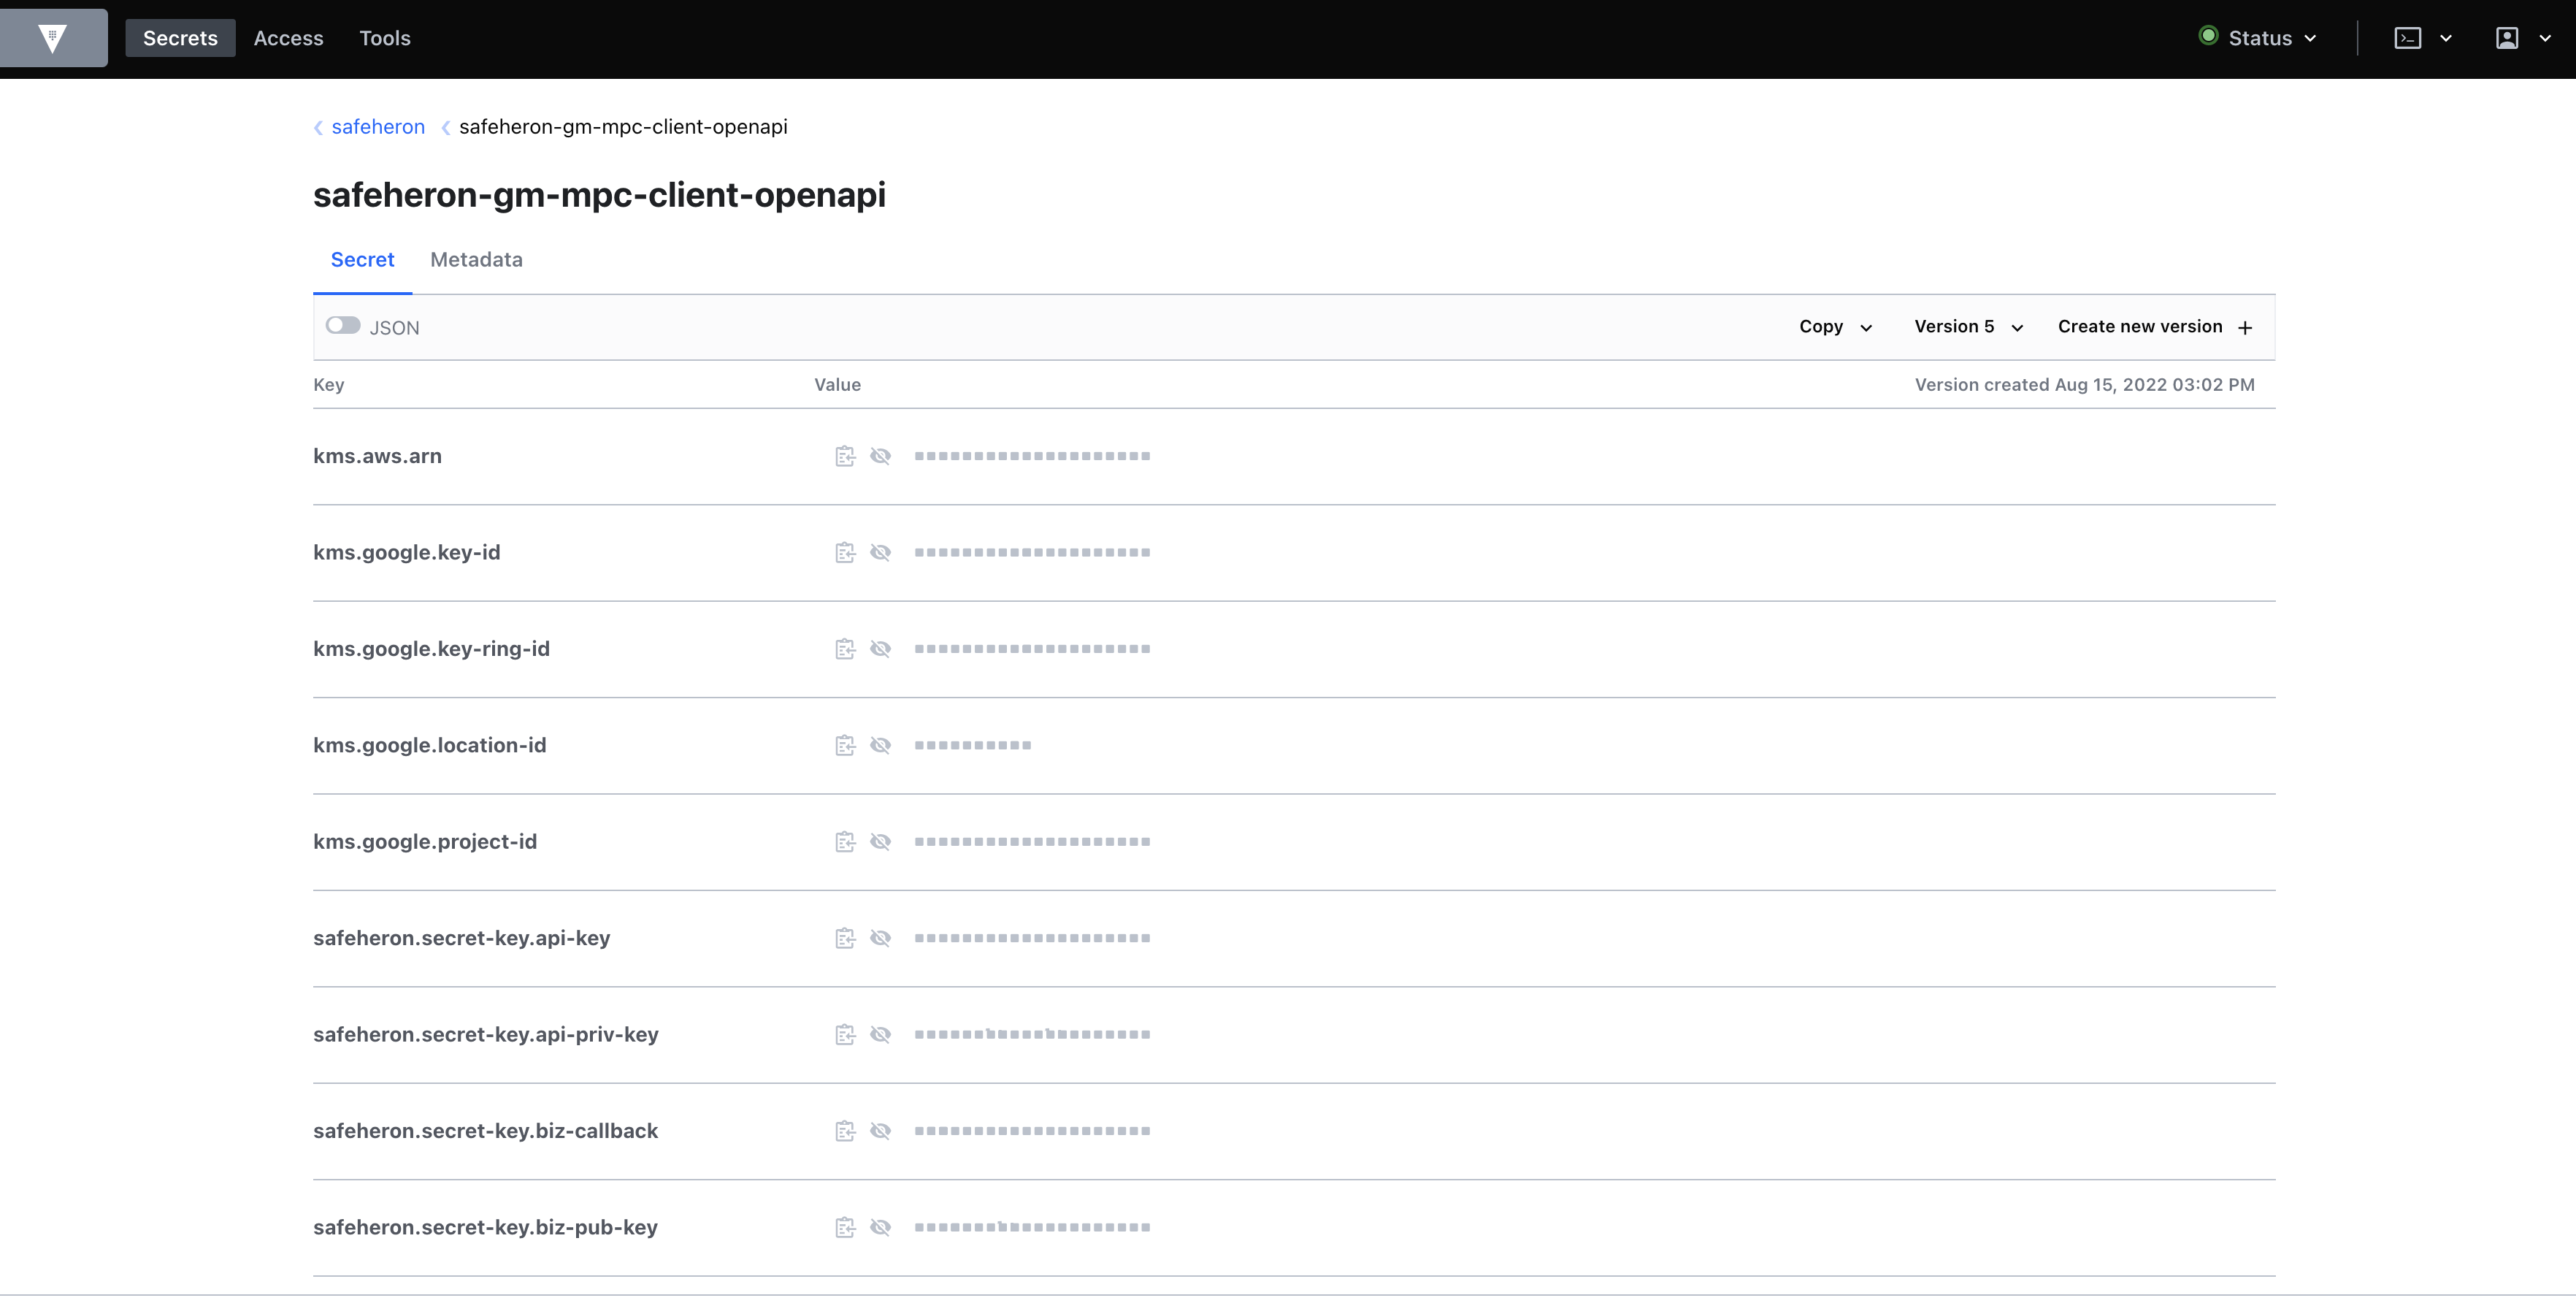 Secrets Access Tools Status
safeheron safeheron-gm-mpc-client-openapi
safeheron-gm-mpc-client-openapi
Secret Metadata
JSON Copy Version 5 Create new version
Key Value Version created Aug 15, 2022 03:02 PM
kms.aws.arn
kms.google.key-id
kms.google.key-ring-id
kms.google.location-id
kms.google.project-id
safeheron.secret-key.api-key
safeheron.secret-key.api-priv-key
safeheron.secret-key.biz-callback
safeheron.secret-key.biz-pub-key